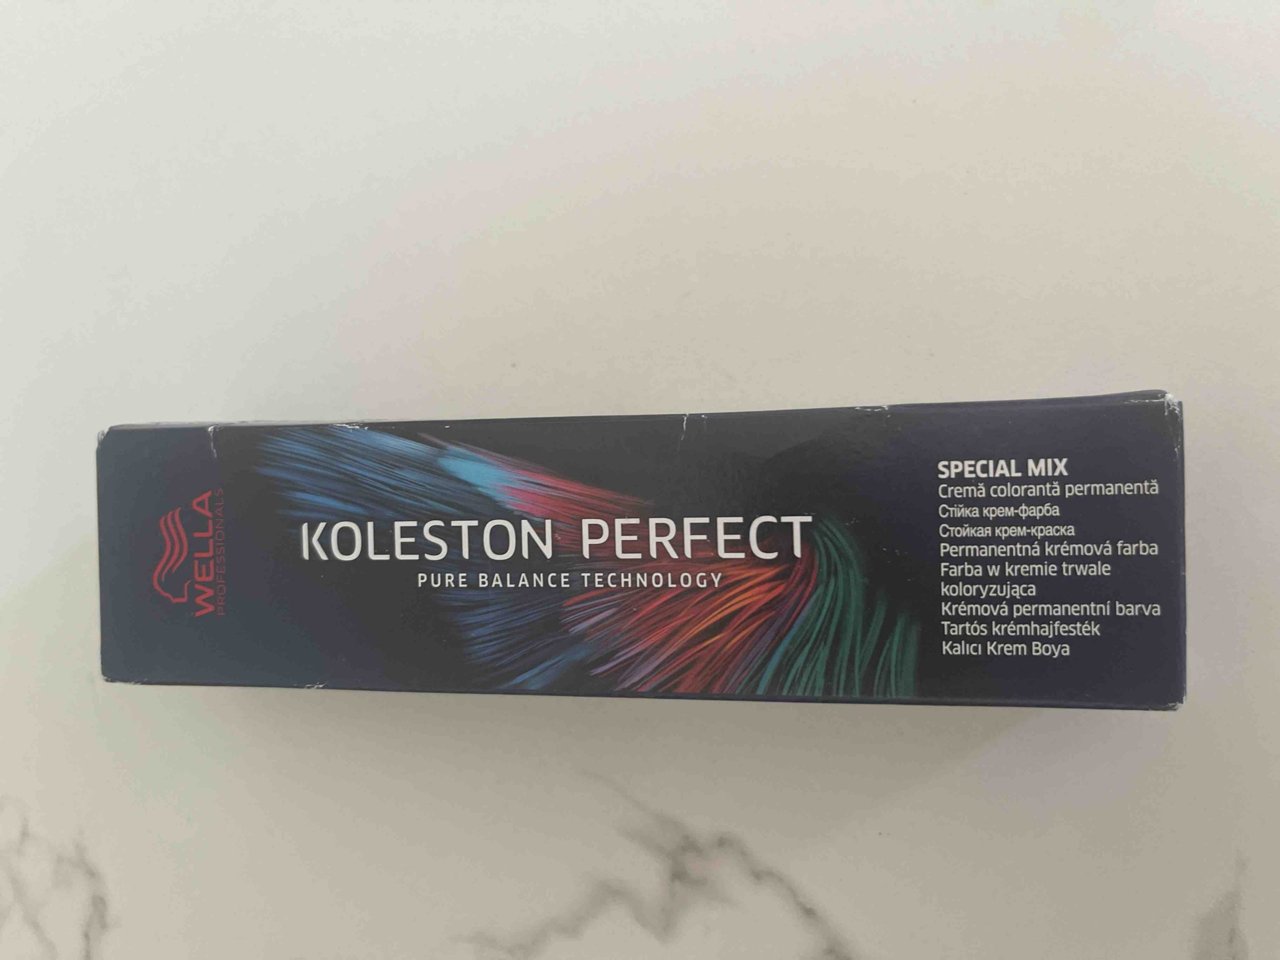 WELLA
PROFESSIONALS
KOLESTON PERFECT
PURE BALANCE TECHNOLOGY
SPECIAL MIX
Cremă colorantă permanentă
Стійка крем-фарба
Стойкая крем-краска
Permanentná krémová farba
Farba w kremie trwale
koloryzująca
Krémová permanentní barva
Tartós krémhajfesték
Kalıcı Krem Boya